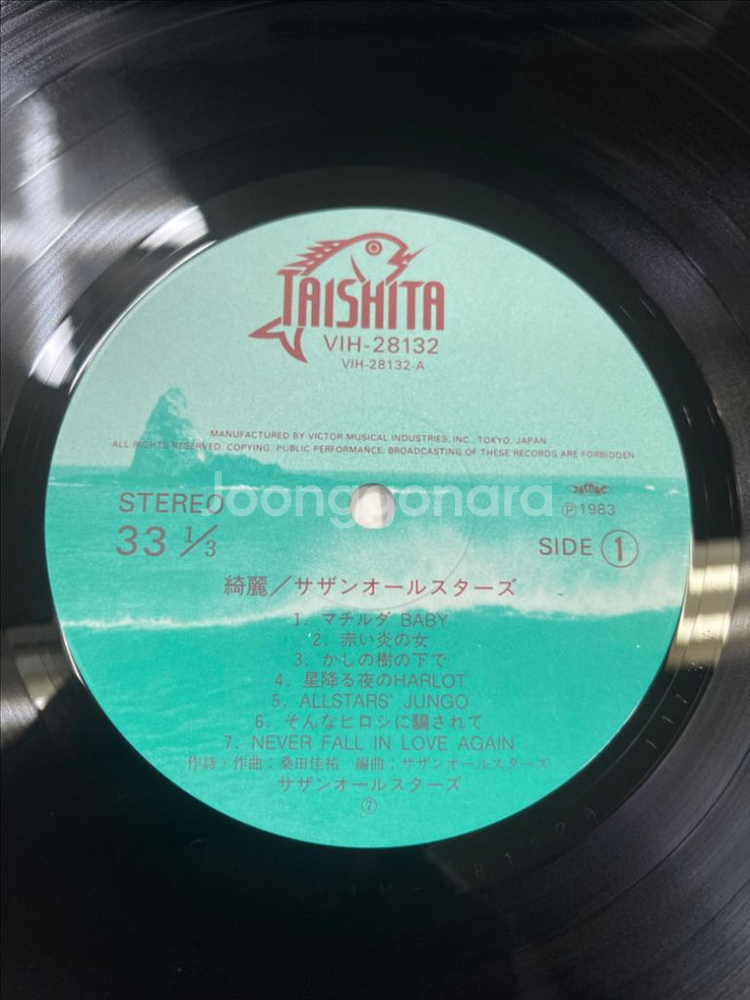 TAISHITA
VIH-28132
VIH-28132-A
MANUFACTURED BY VICTOR MUSICAL INDUSTRIES, INC. TOKYO, JAPAN
ALL RIGHTS RESERVED. COPYING. PUBLIC PERFORMANCE. BROADCASTING OF THESE RECORDS ARE FORBIDDEN
STEREO
JASRAC
33 1/3
Ⓟ1983
SIDE ①
loonggonara
綺麗／サザンオールスターズ
1. マチルダ BABY
2. 赤い炎の女
3. かしの樹の下で
4. 星降る夜のHARLOT
5. ALLSTARS' JUNGO
6. そんなヒロシに騙されて
7. NEVER FALL IN LOVE AGAIN
作詩：作曲：桑田佳祐 編曲：サザンオールスターズ
サザンオールスターズ
⑦